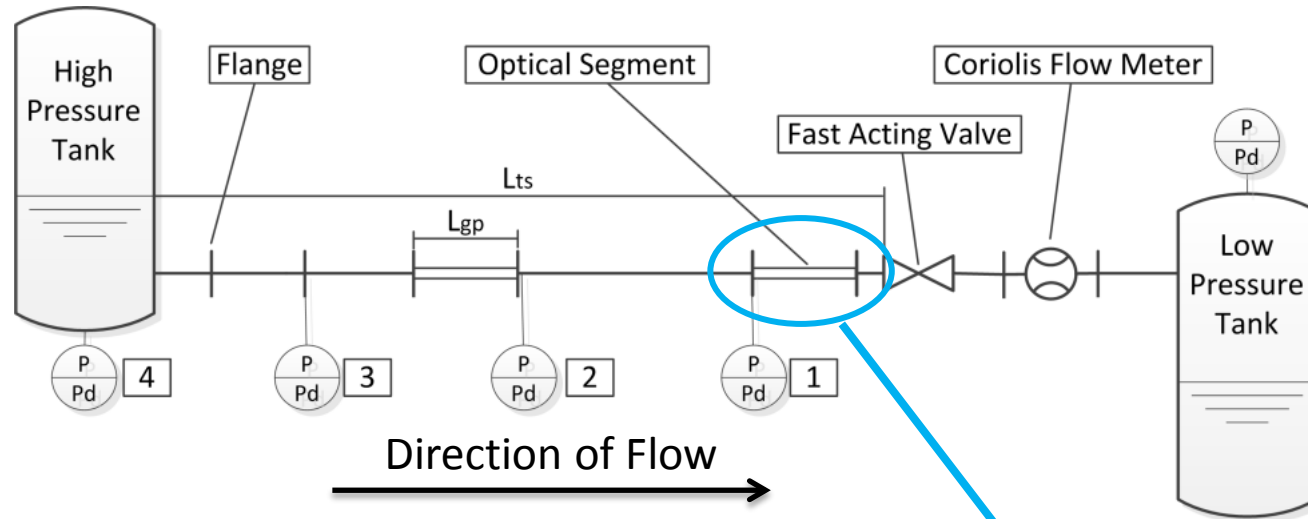 High
Pressure
Tank
Flange
Optical Segment
Coriolis Flow Meter
Fast Acting Valve
P
Pd
Lts
Lgp
Low
Pressure
Tank
P
Pd
4
P
Pd
3
P
Pd
2
P
Pd
1
Direction of Flow